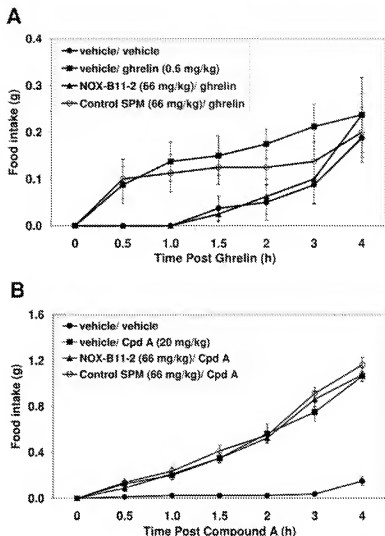 A
vehicle/ vehicle
vehicle/ ghrelin (0.6 mg/kg)
NOX-B11-2 (66 mg/kg)/ ghrelin
Control SPM (66 mg/kg)/ ghrelin
Food intake (g)
0.4
0.3
0.2
0.1
0.0
0 0.5 1.0 1.5 2 3 4
Time Post Ghrelin (h)
B
vehicle/ vehicle
vehicle/ Cpd A (20 mg/kg)
NOX-B11-2 (66 mg/kg)/ Cpd A
Control SPM (66 mg/kg)/ Cpd A
Food intake (g)
1.6
1.2
0.8
0.4
0.0
0 0.5 1.0 1.5 2 3 4
Time Post Compound A (h)